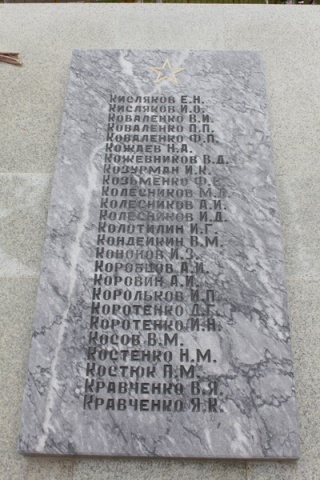 Кисляков Е.Н.
Кисляков И.О.
Коваленко В.И.
Коваленко П.П.
Коваленко Ф.П.
Кожаев Н.А.
Кожевников В.Д.
Козурман И.К.
Козьменко Ф.Е.
Колесников М.Д.
Колесников А.И.
Колесников И.Д.
Колотилин И.Г.
Кондейкин В.М.
Кононов И.З.
Коровцов А.И.
Коровин А.И.
Корольков И.П.
Коротенко Д.Г.
Коротенко И.Н.
Косов В.М.
Костенко Н.М.
Костюк П.М.
Кравченко В.Я.
Кравченко Я.К.